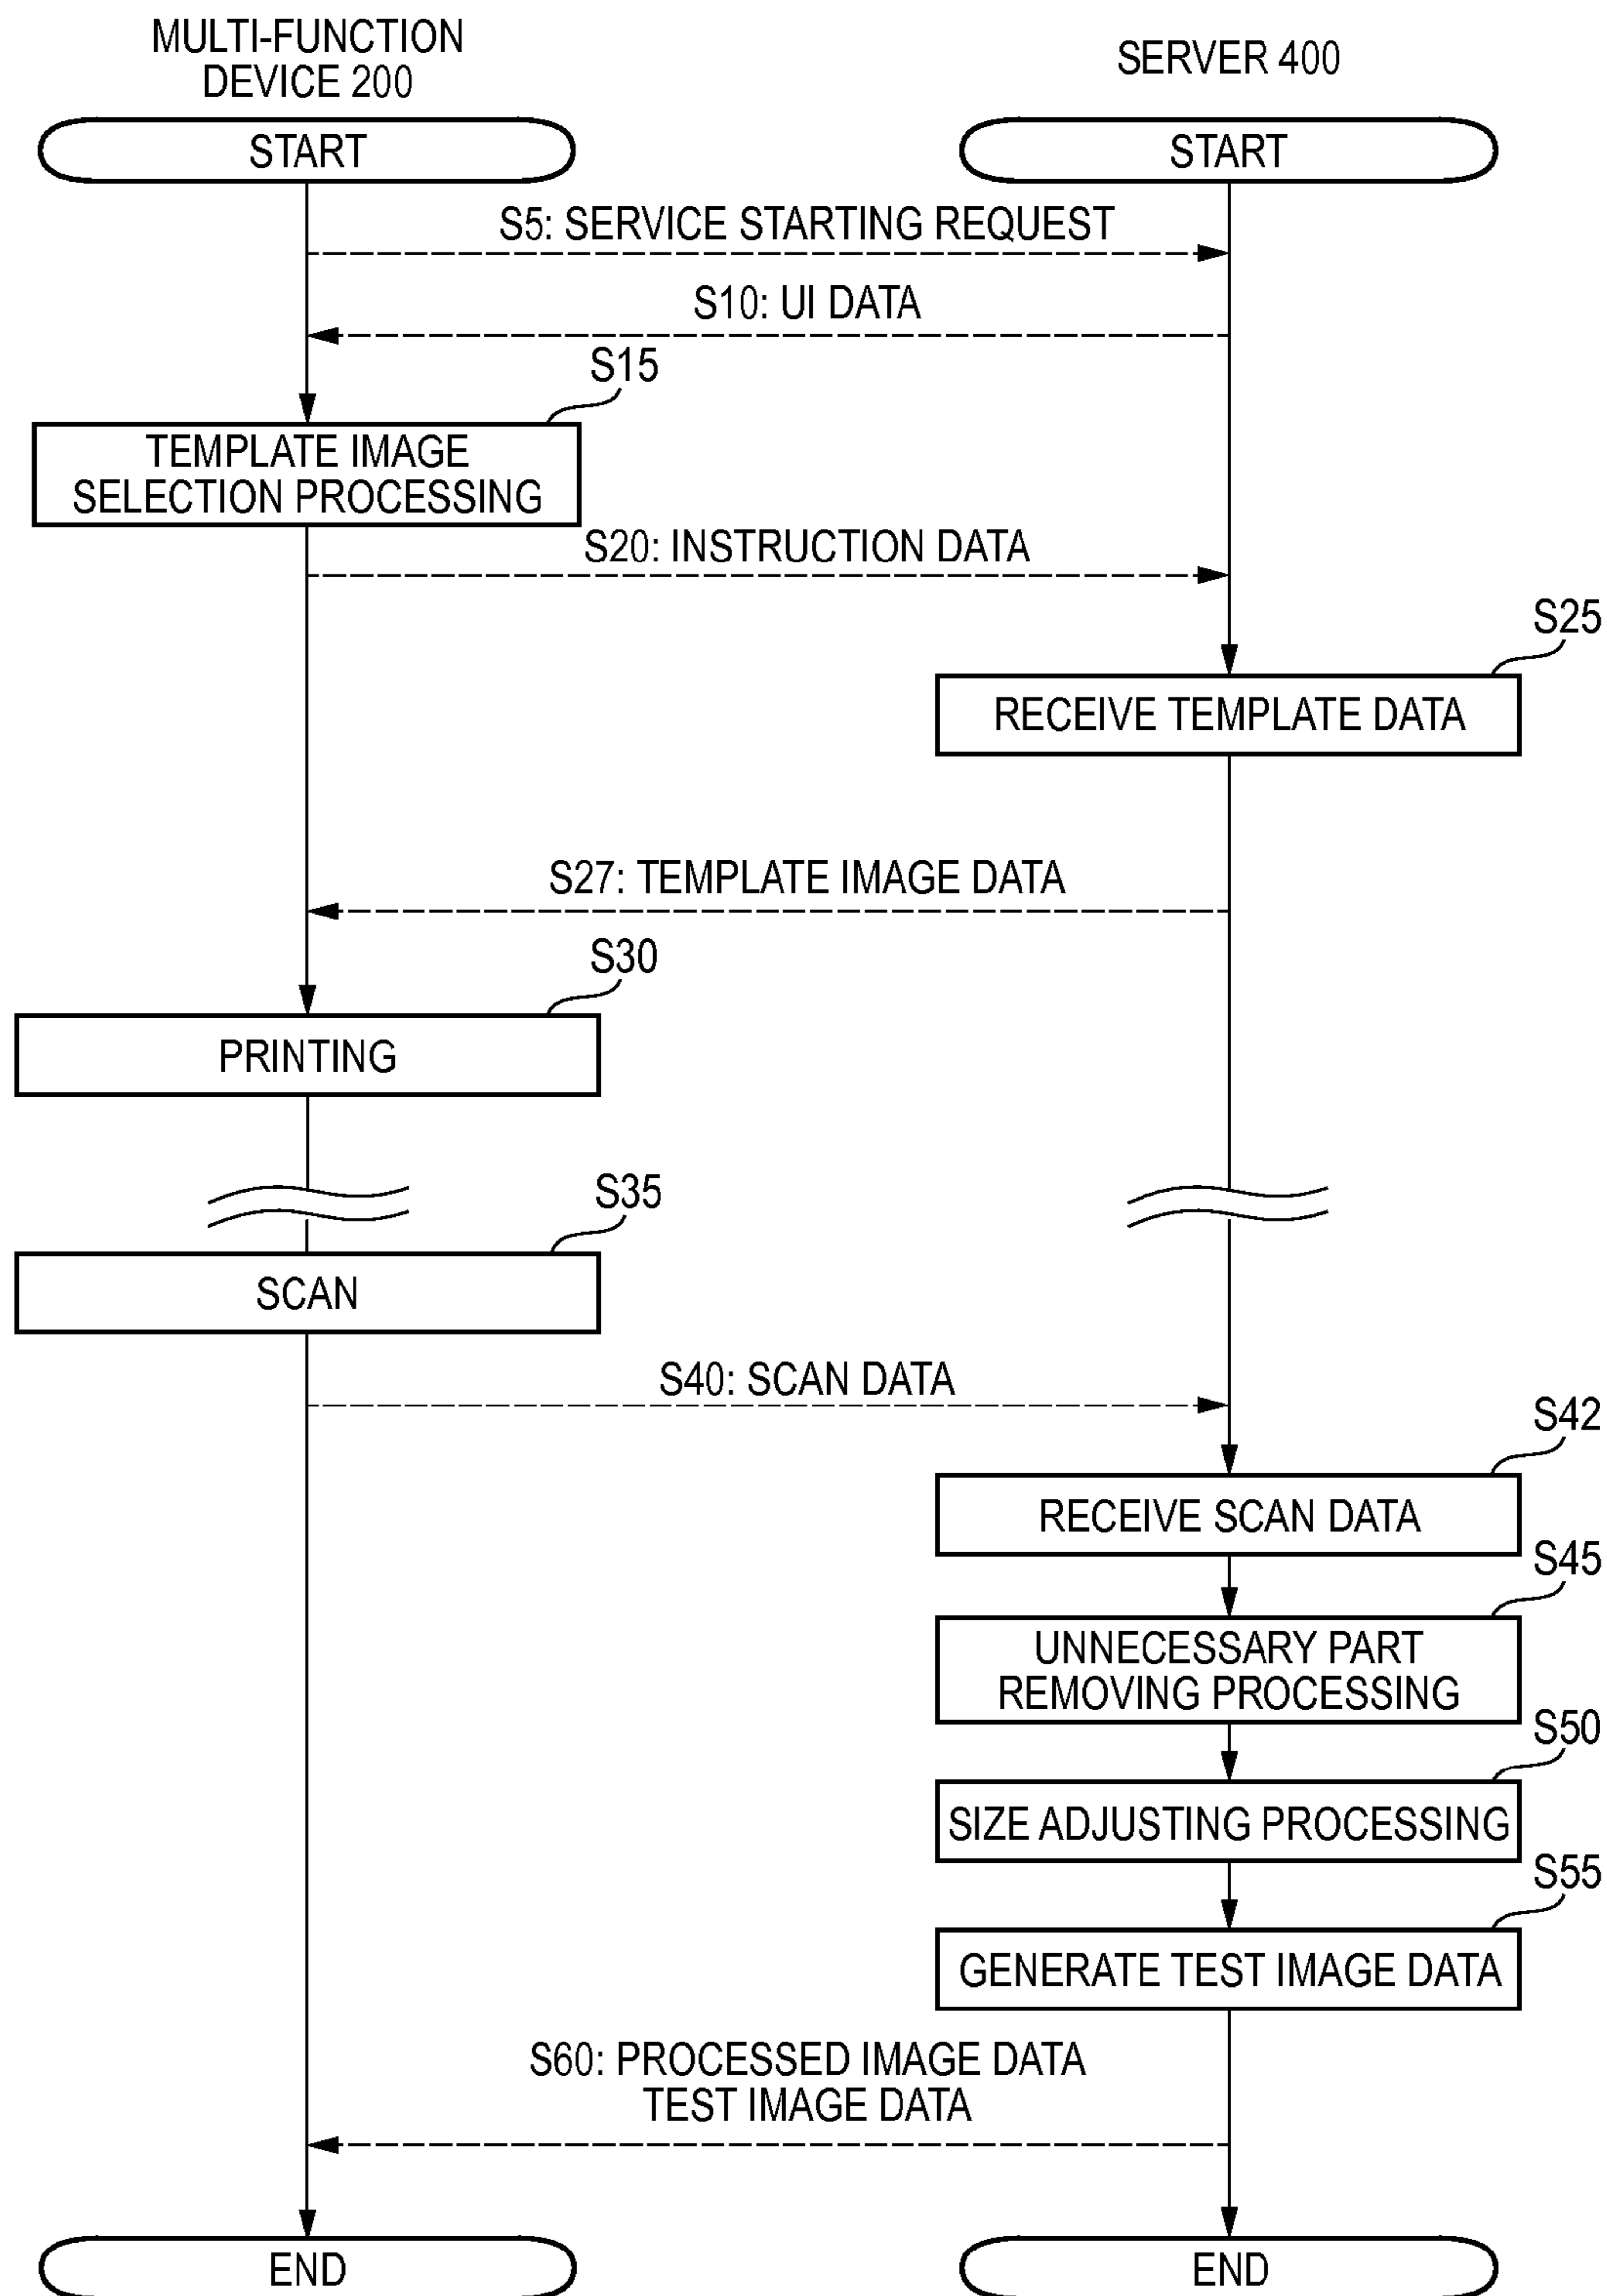 MULTI-FUNCTION
DEVICE 200
SERVER 400
START
START
S5: SERVICE STARTING REQUEST
S10: UI DATA
S15
TEMPLATE IMAGE
SELECTION PROCESSING
S20: INSTRUCTION DATA
S25
RECEIVE TEMPLATE DATA
S27: TEMPLATE IMAGE DATA
S30
PRINTING
S35
SCAN
S40: SCAN DATA
S42
RECEIVE SCAN DATA
S45
UNNECESSARY PART
REMOVING PROCESSING
S50
SIZE ADJUSTING PROCESSING
S55
GENERATE TEST IMAGE DATA
S60: PROCESSED IMAGE DATA
TEST IMAGE DATA
END
END